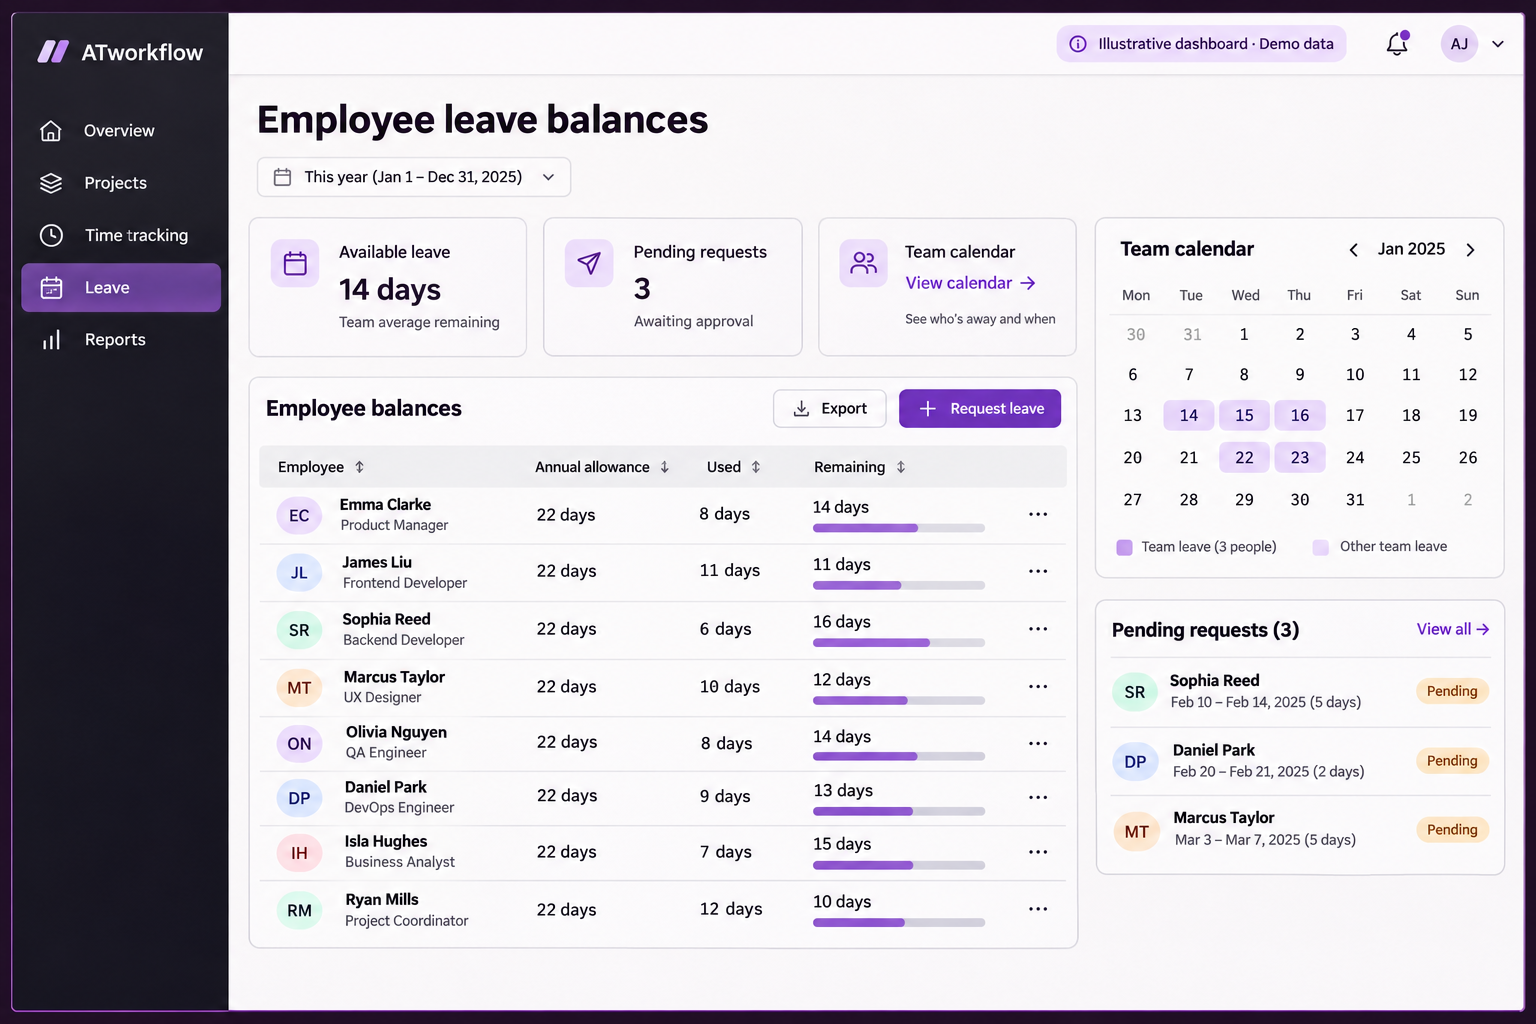 ATworkflow
Overview
Projects
Time tracking
Leave
Reports
Illustrative dashboard · Demo data
AJ
Employee leave balances
This year (Jan 1 – Dec 31, 2025)
Available leave
14 days
Team average remaining
Pending requests
3
Awaiting approval
Team calendar
View calendar →
See who's away and when
Employee balances
Export
+ Request leave
Employee ↕ Annual allowance ↕ Used ↕ Remaining ↕
EC Emma Clarke
Product Manager
22 days 8 days 14 days ...
JL James Liu
Frontend Developer
22 days 11 days 11 days ...
SR Sophia Reed
Backend Developer
22 days 6 days 16 days ...
MT Marcus Taylor
UX Designer
22 days 10 days 12 days ...
ON Olivia Nguyen
QA Engineer
22 days 8 days 14 days ...
DP Daniel Park
DevOps Engineer
22 days 9 days 13 days ...
IH Isla Hughes
Business Analyst
22 days 7 days 15 days ...
RM Ryan Mills
Project Coordinator
22 days 12 days 10 days ...
Team calendar
Jan 2025
Mon Tue Wed Thu Fri Sat Sun
30 31 1 2 3 4 5
6 7 8 9 10 11 12
13 14 15 16 17 18 19
20 21 22 23 24 25 26
27 28 29 30 31 1 2
Team leave (3 people) Other team leave
Pending requests (3)
View all →
SR Sophia Reed
Feb 10 – Feb 14, 2025 (5 days)
Pending
DP Daniel Park
Feb 20 – Feb 21, 2025 (2 days)
Pending
MT Marcus Taylor
Mar 3 – Mar 7, 2025 (5 days)
Pending